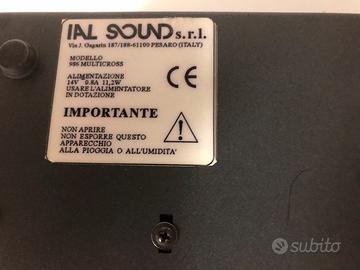 IAL SOUND s.r.l.
Via J. Gagarin 187/188-61100 PESARO (ITALY)
MODELLO
986 MULTICROSS
ALIMENTAZIONE
14V 0.8A 11,2W
USARE L'ALIMENTATORE
IN DOTAZIONE
CE
IMPORTANTE
NON APRIRE
NON ESPORRE QUESTO
APPARECCHIO
ALLA PIOGGIA O ALL'UMIDITA'
subito